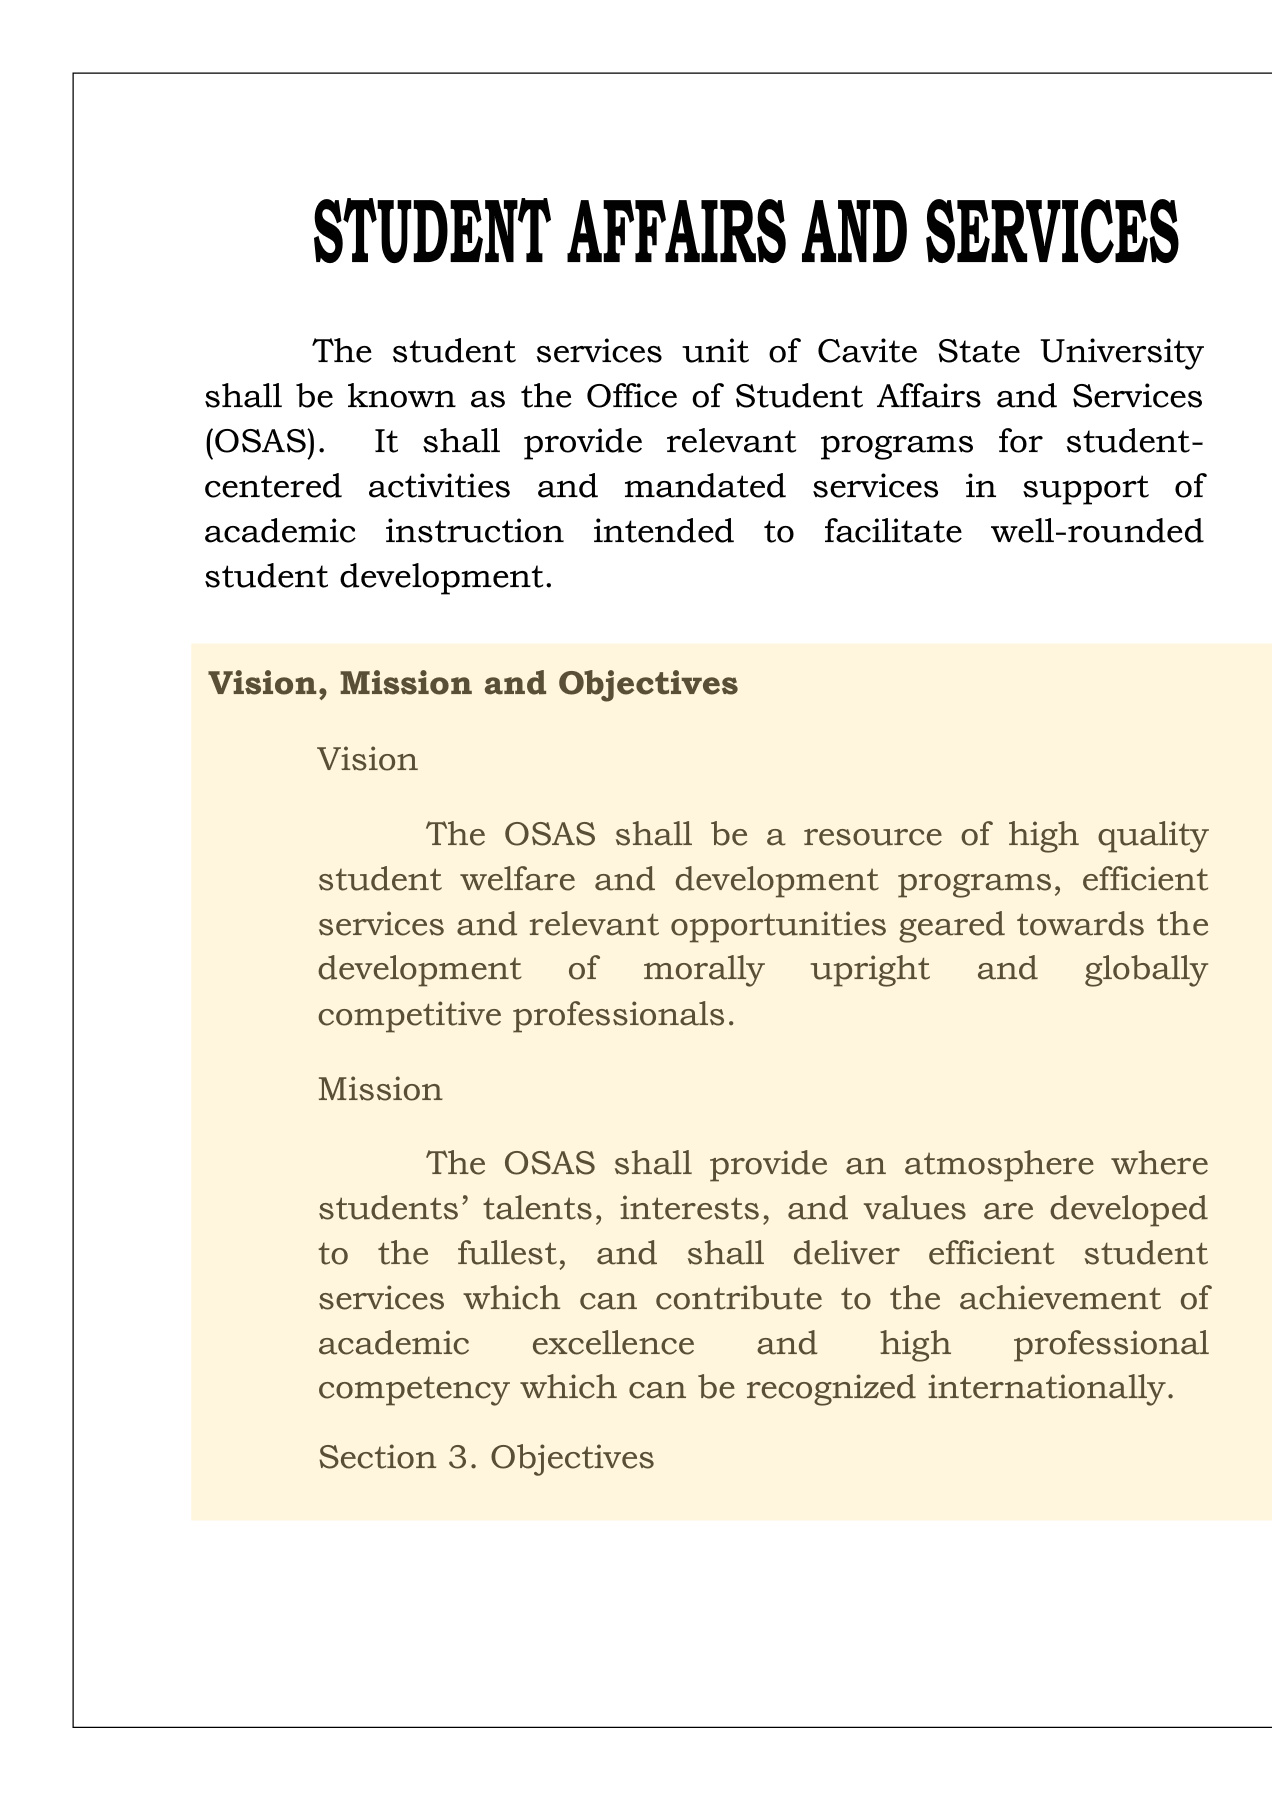 STUDENT AFFAIRS AND SERVICES
The student services unit of Cavite State University
shall be known as the Office of Student Affairs and Services
(OSAS). It shall provide relevant programs for student-
centered activities and mandated services in support of
academic instruction intended to facilitate well-rounded
student development.
Vision, Mission and Objectives
Vision
The OSAS shall be a resource of high quality
student welfare and development programs, efficient
services and relevant opportunities geared towards the
development of morally upright and globally
competitive professionals.
Mission
The OSAS shall provide an atmosphere where
students’ talents, interests, and values are developed
to the fullest, and shall deliver efficient student
services which can contribute to the achievement of
academic excellence and high professional
competency which can be recognized internationally.
Section 3. Objectives